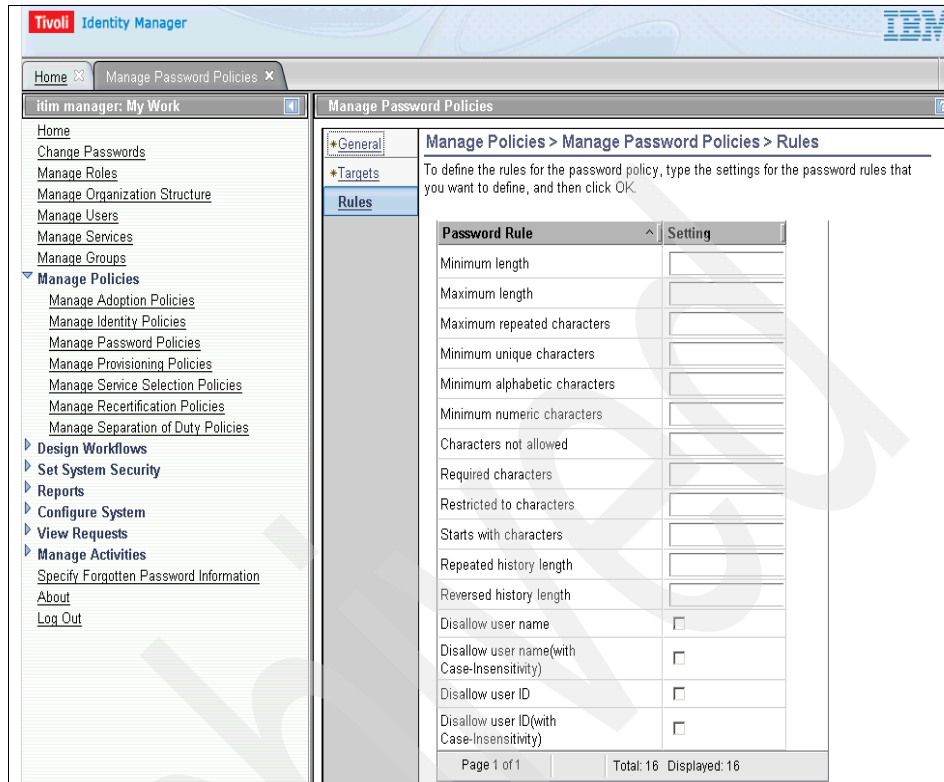 Tivoli Identity Manager
IBM
Home
Manage Password Policies
itim manager: My Work
Home
Change Passwords
Manage Roles
Manage Organization Structure
Manage Users
Manage Services
Manage Groups
Manage Policies
Manage Adoption Policies
Manage Identity Policies
Manage Password Policies
Manage Provisioning Policies
Manage Service Selection Policies
Manage Recertification Policies
Manage Separation of Duty Policies
Design Workflows
Set System Security
Reports
Configure System
View Requests
Manage Activities
Specify Forgotten Password Information
About
Log Out
Manage Password Policies
?
*General
*Targets
Rules
Manage Policies > Manage Password Policies > Rules
To define the rules for the password policy, type the settings for the password rules that
you want to define, and then click OK.
Password Rule ^ Setting
Minimum length
Maximum length
Maximum repeated characters
Minimum unique characters
Minimum alphabetic characters
Minimum numeric characters
Characters not allowed
Required characters
Restricted to characters
Starts with characters
Repeated history length
Reversed history length
Disallow user name
Disallow user name(with
Case-Insensitivity)
Disallow user ID
Disallow user ID(with
Case-Insensitivity)
Page 1 of 1 Total: 16 Displayed: 16